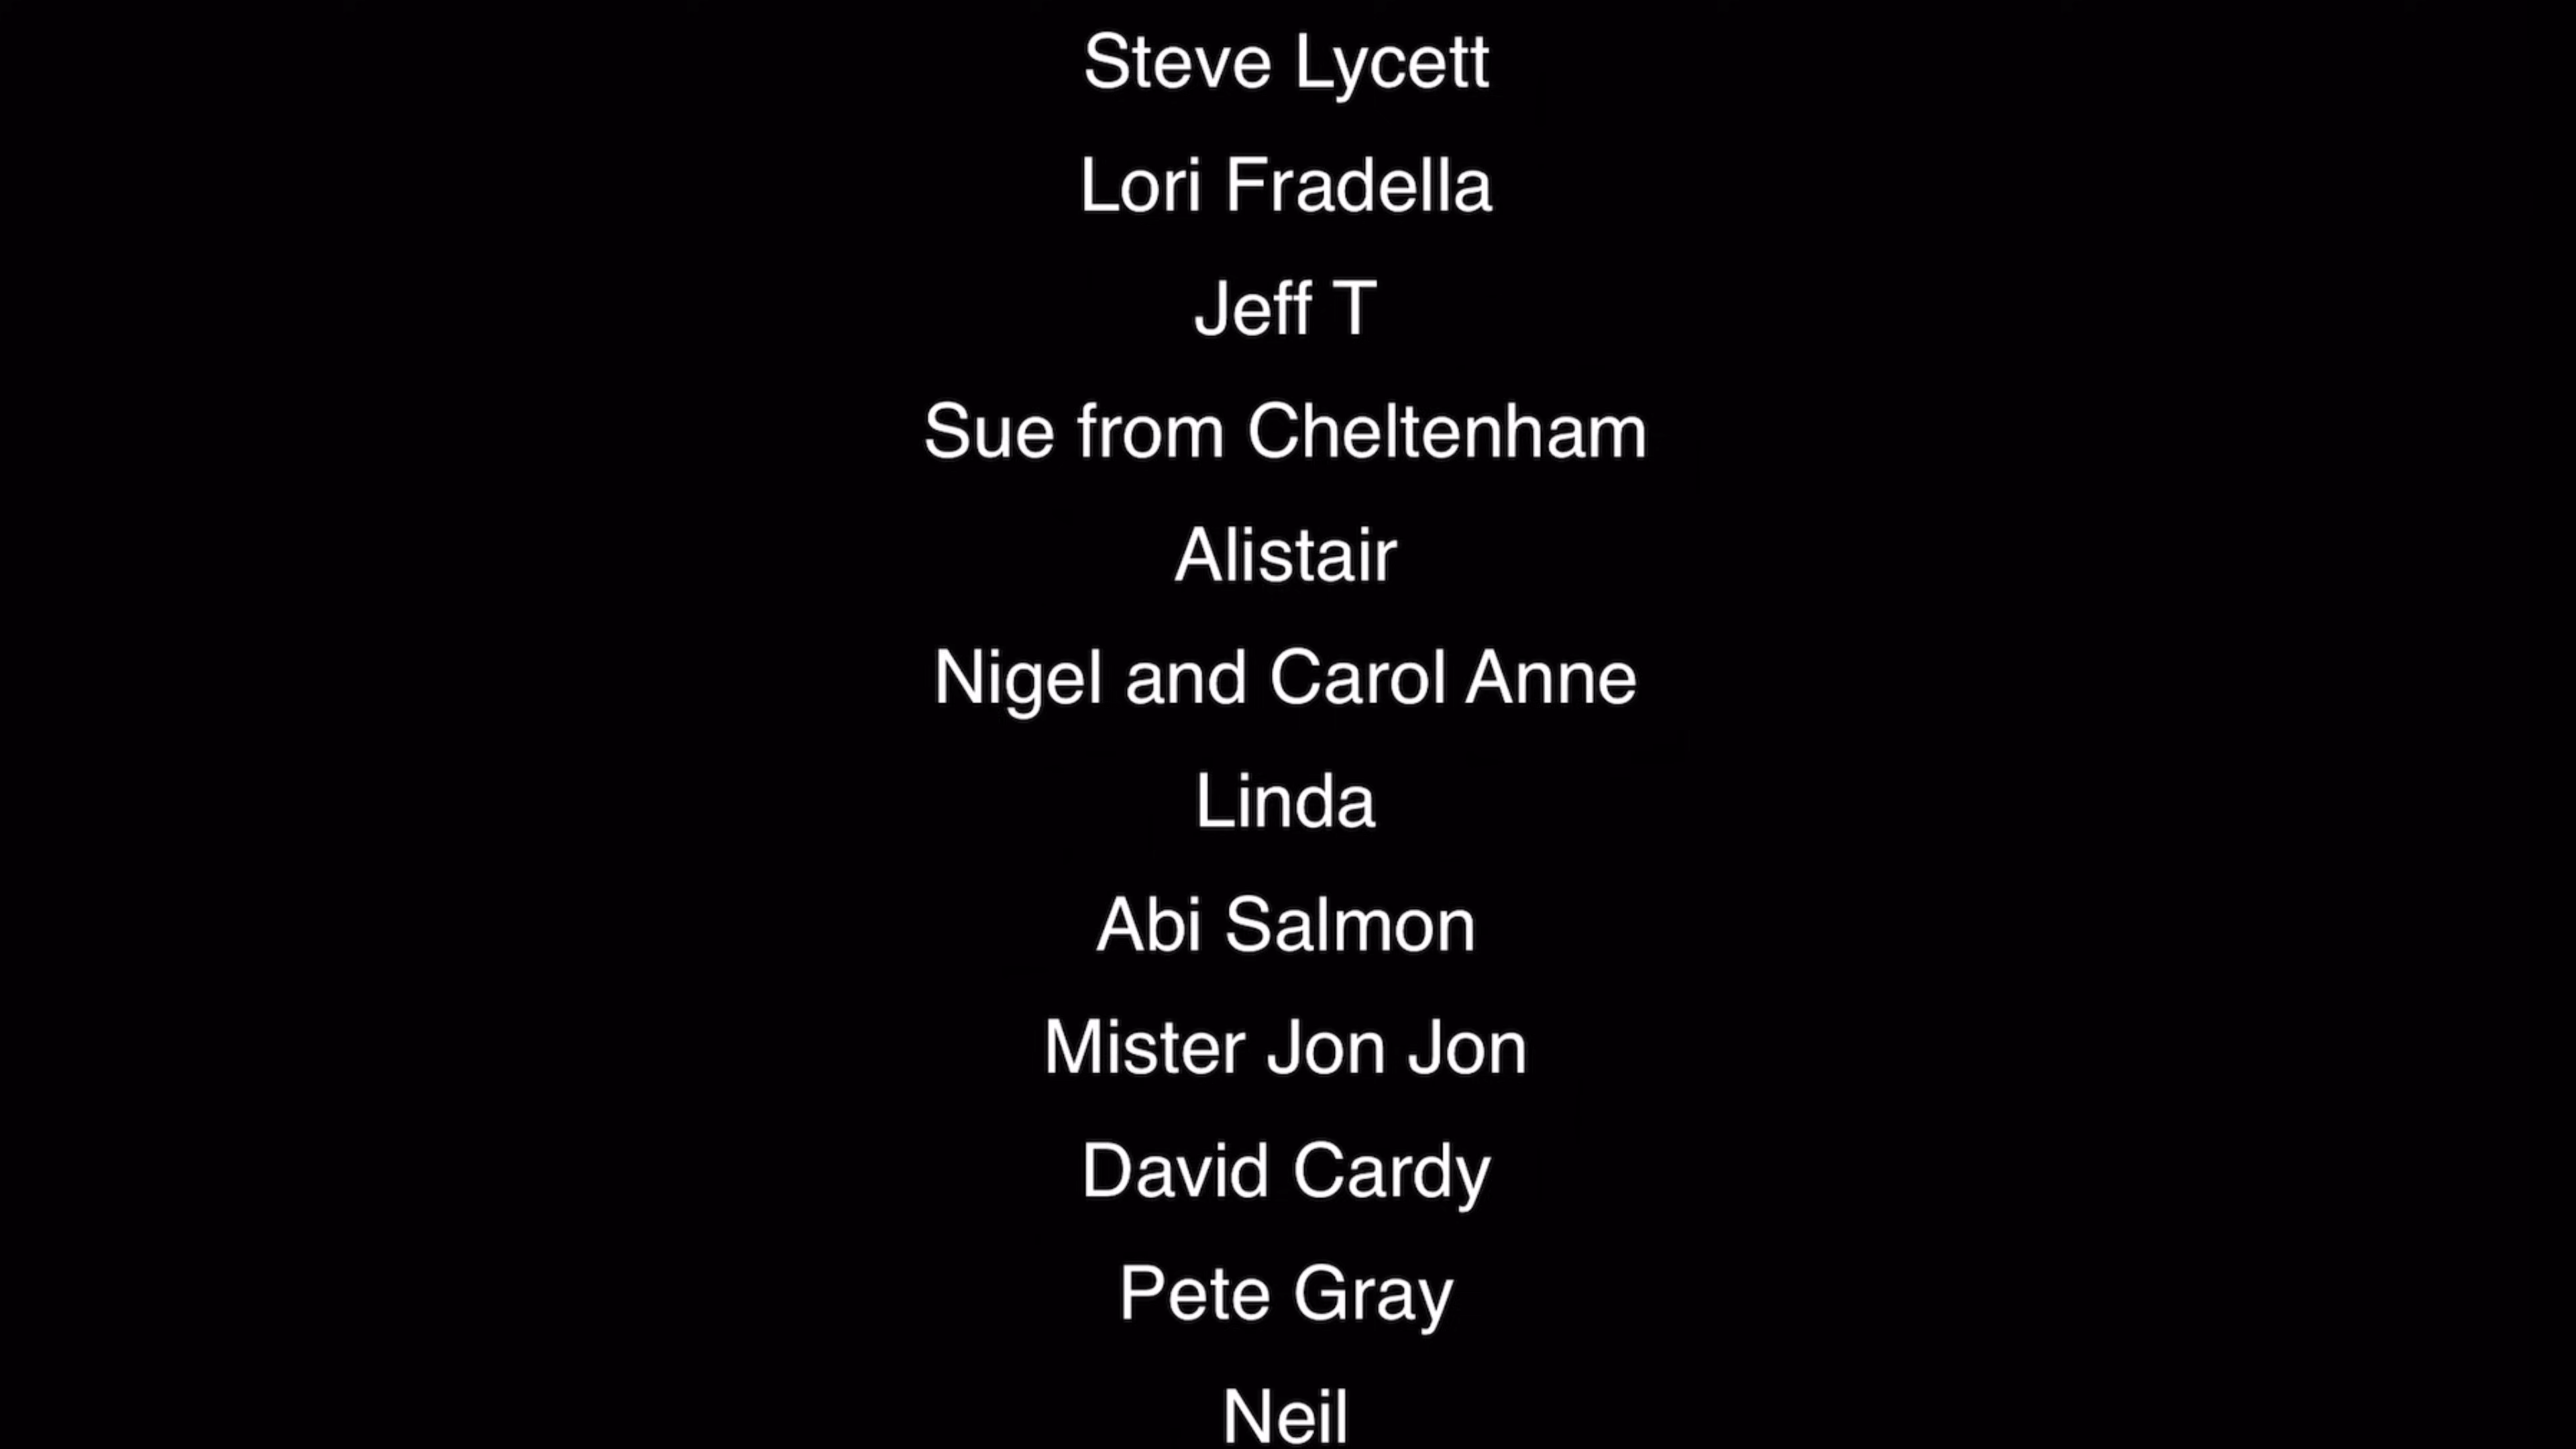 Steve Lycett
Lori Fradella
Jeff T
Sue from Cheltenham
Alistair
Nigel and Carol Anne
Linda
Abi Salmon
Mister Jon Jon
David Cardy
Pete Gray
Neil